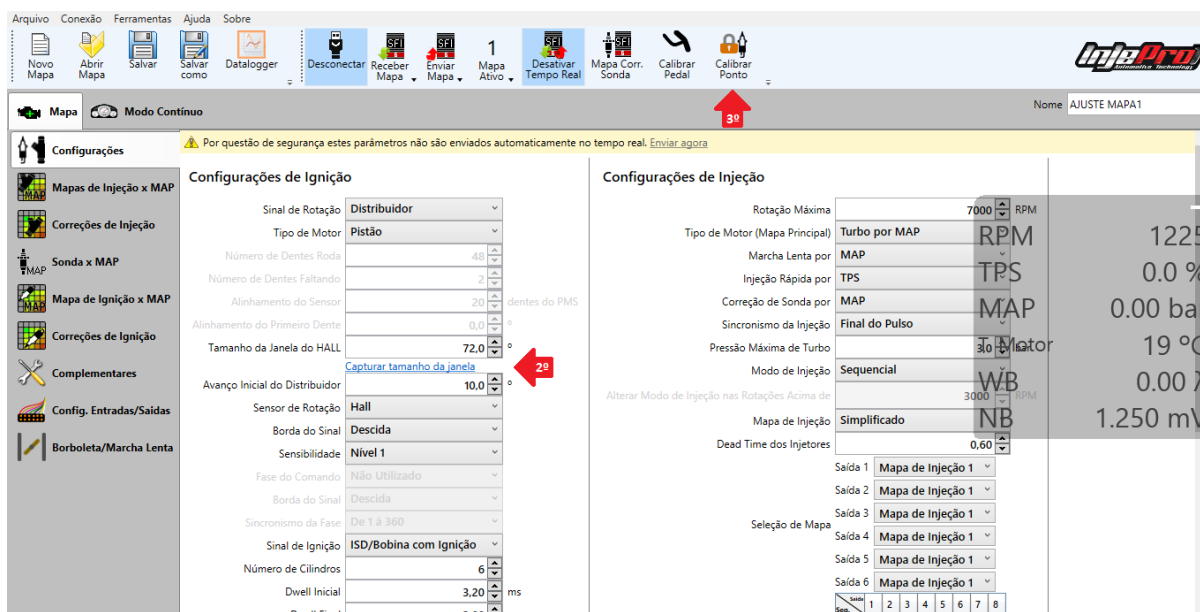 Arquivo Conexão Ferramentas Ajuda Sobre
Novo Mapa
Abrir Mapa
Salvar
Salvar como
Datalogger
Desconectar
SFI Receber Mapa
SFI Enviar Mapa
1 Mapa Ativo
SFI Desativar Tempo Real
SFI Mapa Corr. Sonda
Calibrar Pedal
Calibrar Ponto
InjePro
Automotive Technology
3º
Mapa
Modo Contínuo
Nome AJUSTE MAPA1
Configurações
MAP Mapas de Injeção x MAP
Correções de Injeção
MAP Sonda x MAP
MAP Mapa de Ignição x MAP
Correções de Ignição
Complementares
Config. Entradas/Saidas
Borboleta/Marcha Lenta
Por questão de segurança estes parâmetros não são enviados automaticamente no tempo real. Enviar agora
Configurações de Ignição
Sinal de Rotação Distribuidor
Tipo de Motor Pistão
Número de Dentes Roda 48
Número de Dentes Faltando 2
Alinhamento do Sensor 20 dentes do PMS
Alinhamento do Primeiro Dente 0,0 °
Tamanho da Janela do HALL 72,0 °
Capturar tamanho da janela
2º
Avanço Inicial do Distribuidor 10,0 °
Sensor de Rotação Hall
Borda do Sinal Descida
Sensibilidade Nível 1
Fase do Comando Não Utilizado
Borda do Sinal Descida
Sincronismo da Fase De 1 á 360
Sinal de Ignição ISD/Bobina com Ignição
Número de Cilindros 6
Dwell Inicial 3,20 ms
Configurações de Injeção
Rotação Máxima 7000 RPM
Tipo de Motor (Mapa Principal) Turbo por MAP
Marcha Lenta por MAP
Injeção Rápida por TPS
Correção de Sonda por MAP
Sincronismo da Injeção Final do Pulso
Pressão Máxima de Turbo 3,0 bar
Modo de Injeção Sequencial
Alterar Modo de Injeção nas Rotações Acima de 3000 RPM
Mapa de Injeção Simplificado
Dead Time dos Injetores 0,60
Seleção de Mapa
Saída 1 Mapa de Injeção 1
Saída 2 Mapa de Injeção 1
Saída 3 Mapa de Injeção 1
Saída 4 Mapa de Injeção 1
Saída 5 Mapa de Injeção 1
Saída 6 Mapa de Injeção 1
Saída Seq. 1 2 3 4 5 6 7 8
RPM 1225
TPS 0.0 %
MAP 0.00 ba
T. Motor 19 °C
WB 0.00 λ
NB 1.250 mV